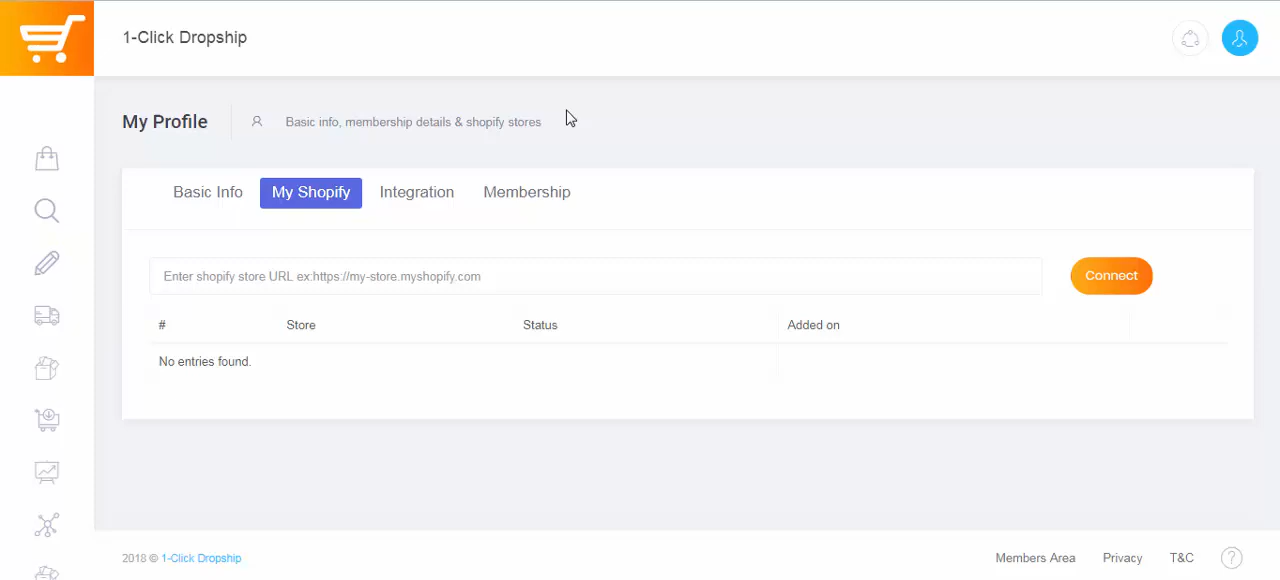 1-Click Dropship
My Profile
Basic info, membership details & shopify stores
Basic Info My Shopify Integration Membership
Enter shopify store URL ex:https://my-store.myshopify.com
Connect
# Store Status Added on
No entries found.
2018 © 1-Click Dropship
Members Area Privacy T&C ?